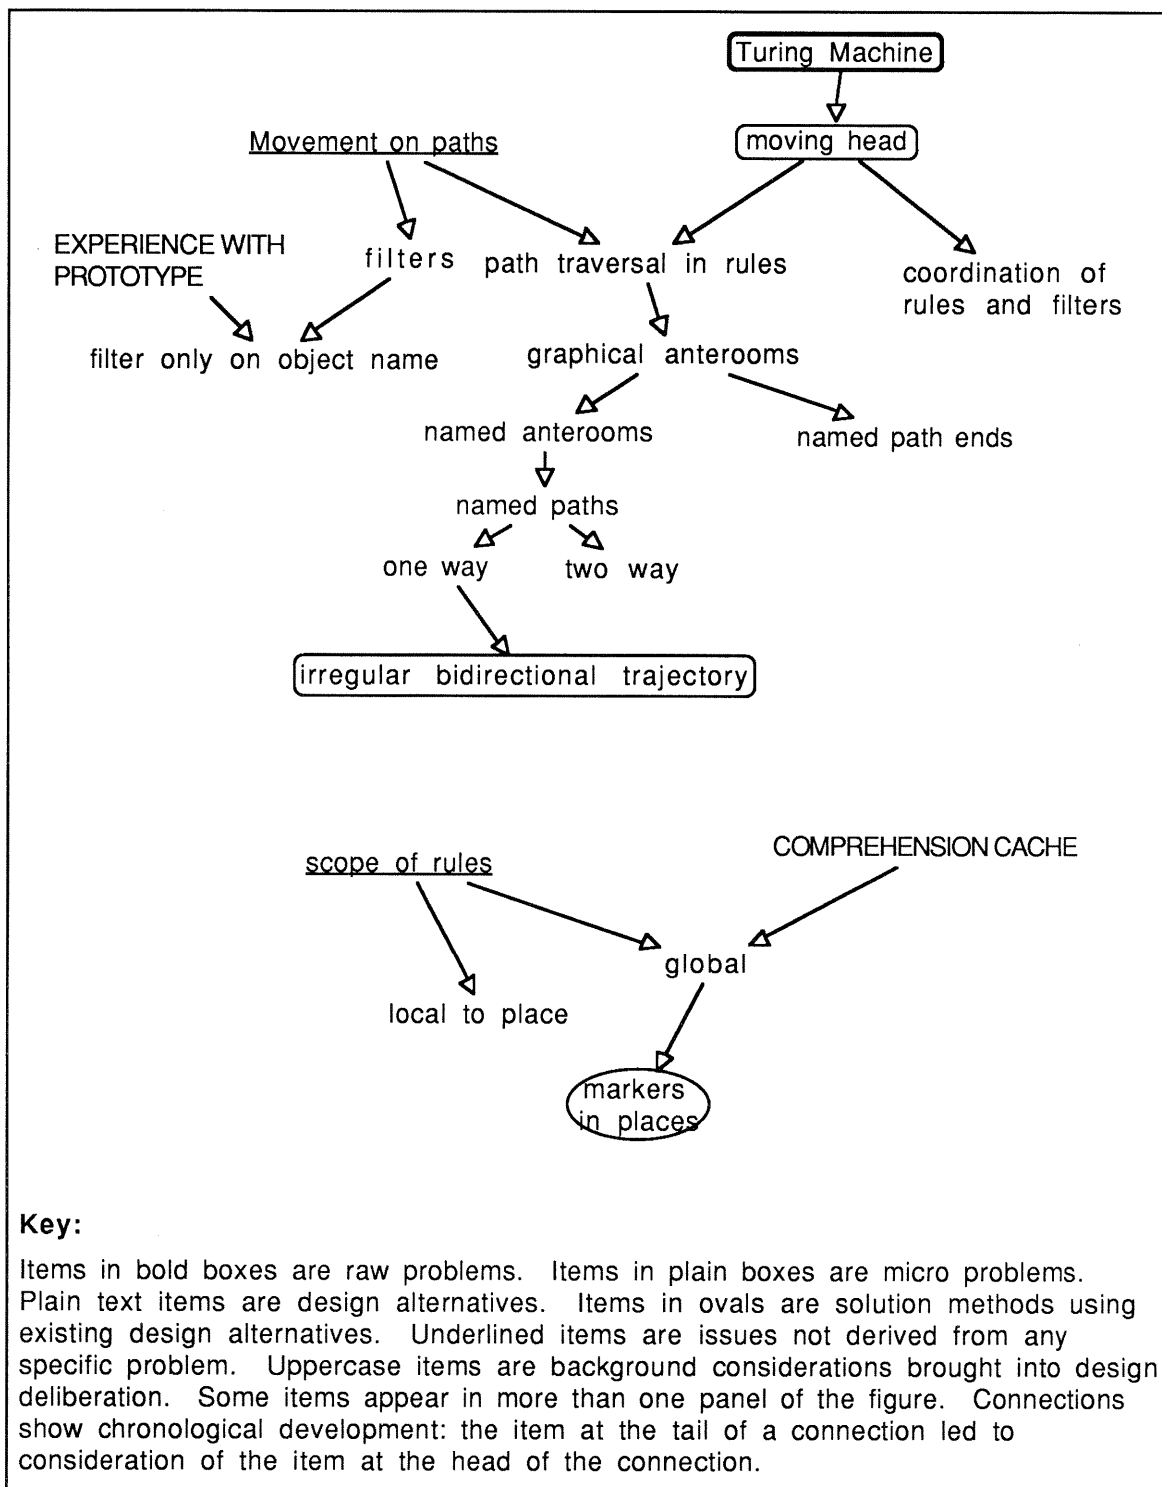 Turing Machine
Movement on paths
moving head
EXPERIENCE WITH
PROTOTYPE
filters
path traversal in rules
coordination of
rules and filters
filter only on object name
graphical anterooms
named anterooms
named path ends
named paths
one way
two way
irregular bidirectional trajectory
scope of rules
COMPREHENSION CACHE
global
local to place
markers
in places
Key:
Items in bold boxes are raw problems. Items in plain boxes are micro problems.
Plain text items are design alternatives. Items in ovals are solution methods using
existing design alternatives. Underlined items are issues not derived from any
specific problem. Uppercase items are background considerations brought into design
deliberation. Some items appear in more than one panel of the figure. Connections
show chronological development: the item at the tail of a connection led to
consideration of the item at the head of the connection.